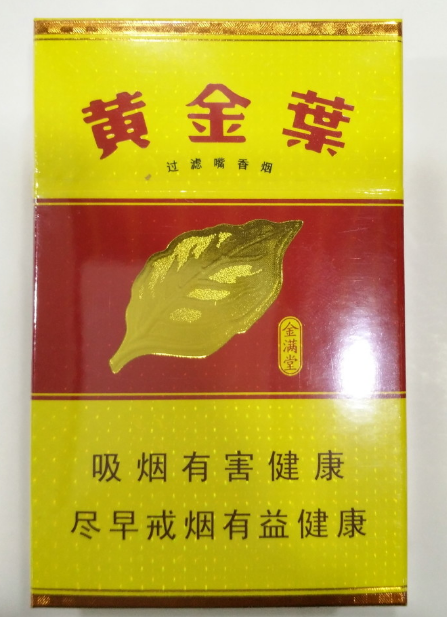 黄金葉
过滤嘴香烟
金满堂
吸烟有害健康
尽早戒烟有益健康